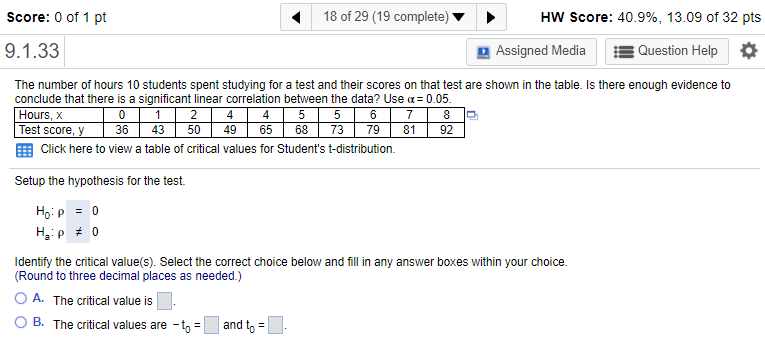 Score: 0 of 1 pt
18 of 29 (19 complete)
HW Score: 40.9%, 13.09 of 32 pts
9.1.33
Assigned Media
Question Help
The number of hours 10 students spent studying for a test and their scores on that test are shown in the table. Is there enough evidence to
conclude that there is a significant linear correlation between the data? Use α = 0.05.
Hours, x 0 1 2 4 4 5 5 6 7 8
Test score, y 36 43 50 49 65 68 73 79 81 92
Click here to view a table of critical values for Student's t-distribution.
Setup the hypothesis for the test.
H₀: ρ = 0
Hₐ: ρ ≠ 0
Identify the critical value(s). Select the correct choice below and fill in any answer boxes within your choice.
(Round to three decimal places as needed.)
A. The critical value is .
B. The critical values are −t₀ = and t₀ = .